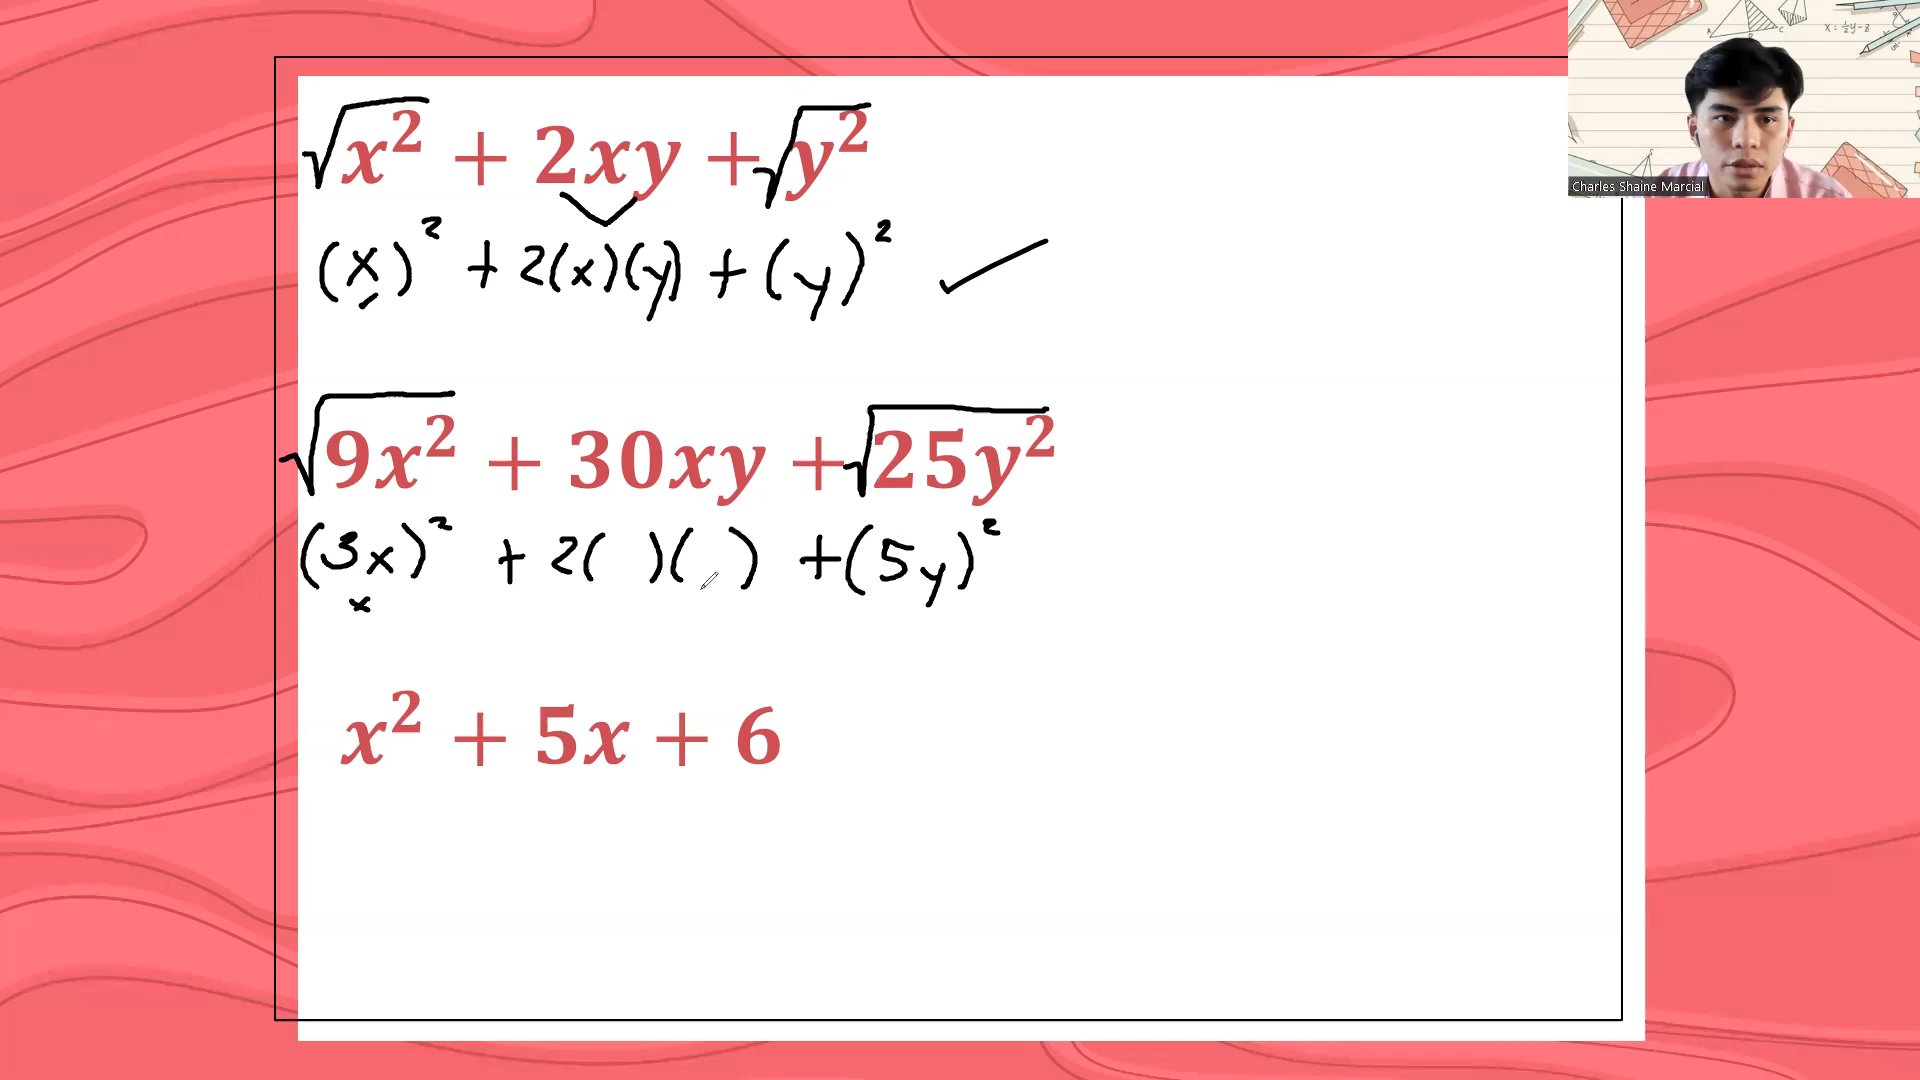 √x² + 2xy + √y²
(x)² + 2(x)(y) + (y)² ✓
√9x² + 30xy + √25y²
(3x)² + 2( )( ) + (5y)²
x
x² + 5x + 6
Charles Shaine Marcial